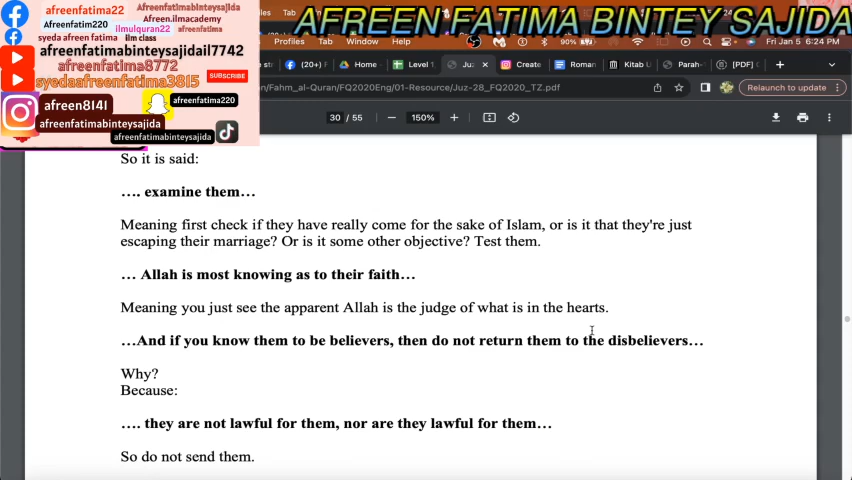 afreenfatima22
Afreenfatimabinteysajida
Afreenfatim220
Afreen.ilmacademy
ilmulquran22
afreenfatima
syeda afreen fatima
ilm class
afreenfatimabinteysajidail7742
afreenfatima8772
syedaafreenfatima3815
SUBSCRIBE
afreen8141
afreenfatima220
afreenfatimabinteysajida
afreenfatimabinteysajida
AFREEN FATIMA BINTEY SAJIDA
Profiles Tab Window Help
90%
Fri Jan 5 6:24 PM
(20+) F
Home -
Level 1.
Juz
Create
Roman
Kitab U
Parah-
[PDF] (
/Fahm_al-Quran/FQ2020Eng/01-Resource/Juz-28_FQ2020_TZ.pdf
Relaunch to update
30 / 55
150%
So it is said:
…. examine them…
Meaning first check if they have really come for the sake of Islam, or is it that they're just
escaping their marriage? Or is it some other objective? Test them.
… Allah is most knowing as to their faith…
Meaning you just see the apparent Allah is the judge of what is in the hearts.
…And if you know them to be believers, then do not return them to the disbelievers…
Why?
Because:
…. they are not lawful for them, nor are they lawful for them…
So do not send them.